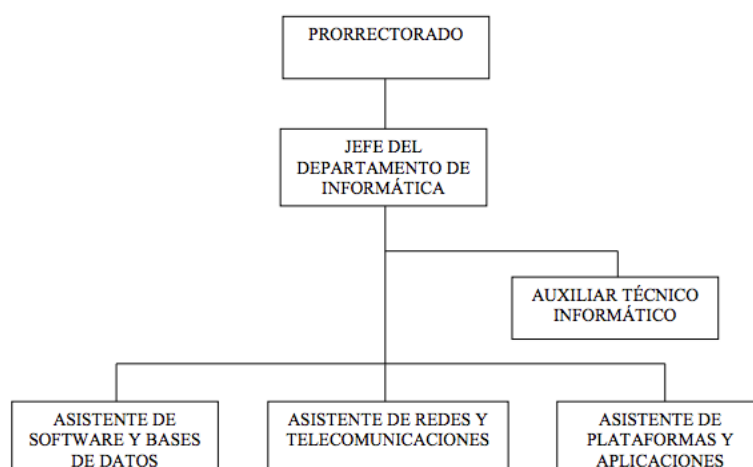 PRORRECTORADO
JEFE DEL
DEPARTAMENTO DE
INFORMÁTICA
AUXILIAR TÉCNICO
INFORMÁTICO
ASISTENTE DE
SOFTWARE Y BASES
DE DATOS
ASISTENTE DE REDES Y
TELECOMUNICACIONES
ASISTENTE DE
PLATAFORMAS Y
APLICACIONES